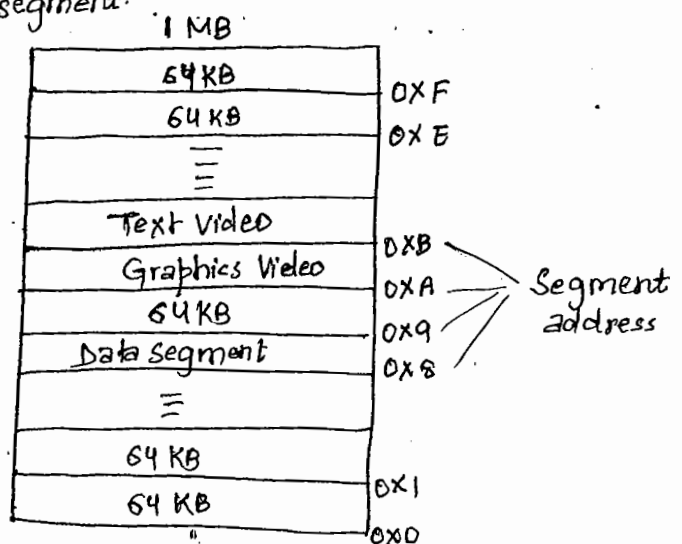 segment.
1 MB
64 KB
0XF
64 KB
0X E
Text Video
0XB
Graphics Video
0XA
Segment
address
64 KB
0X9
Data Segment
0X8
64 KB
0X1
64 KB
0X0